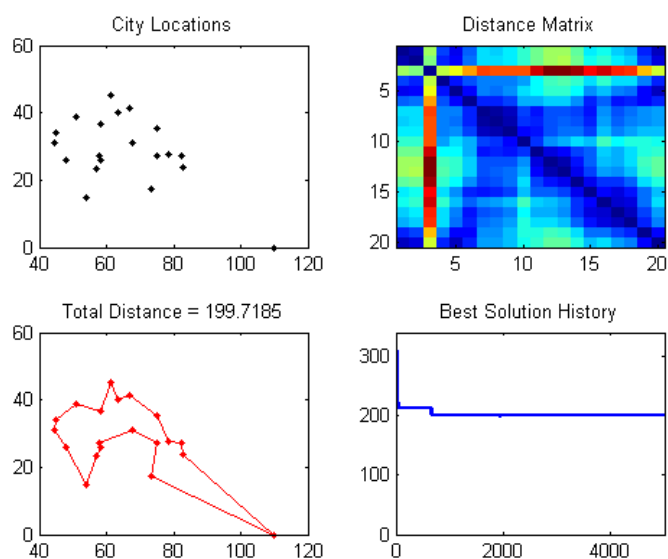 City Locations
60
40
20
0
40 60 80 100 120
Distance Matrix
5
10
15
20
5 10 15 20
Total Distance = 199.7185
60
40
20
0
40 60 80 100 120
Best Solution History
300
200
100
0
0 2000 4000